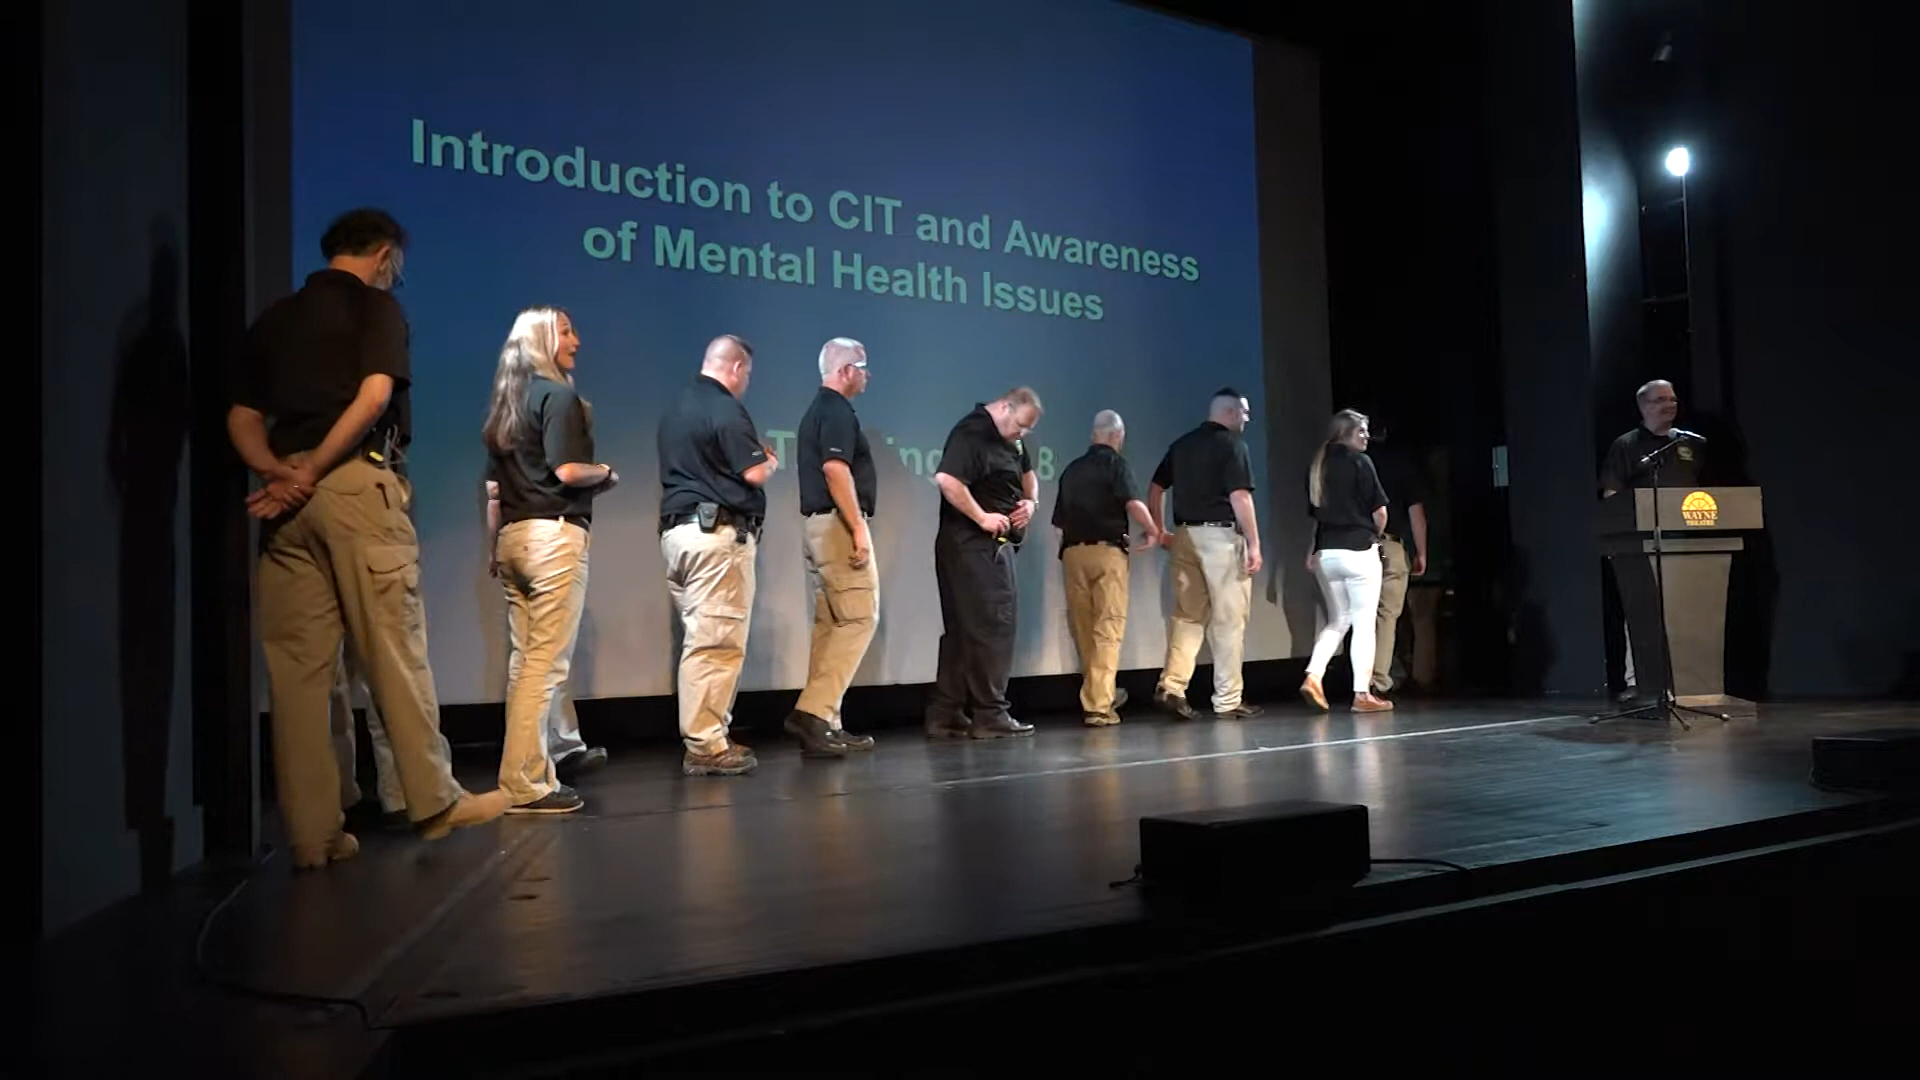 Introduction to CIT and Awareness
of Mental Health Issues
WAYNE
THEATRE